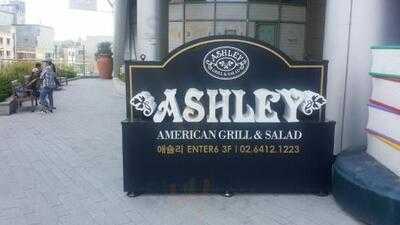 ASHLEY
GRILL & SALAD
ASHLEY
AMERICAN GRILL & SALAD
애슐리 ENTER6 3F | 02.6412.1223